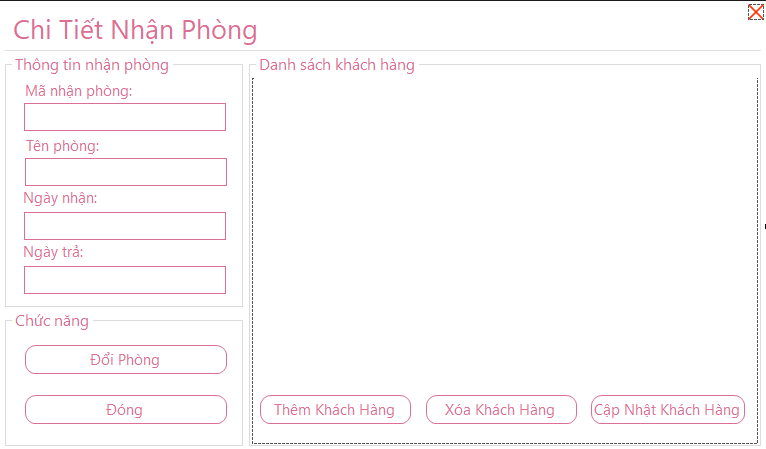 Chi Tiết Nhận Phòng
Thông tin nhận phòng
Mã nhận phòng:
Tên phòng:
Ngày nhận:
Ngày trả:
Chức năng
Đổi Phòng
Đóng
Danh sách khách hàng
Thêm Khách Hàng
Xóa Khách Hàng
Cập Nhật Khách Hàng